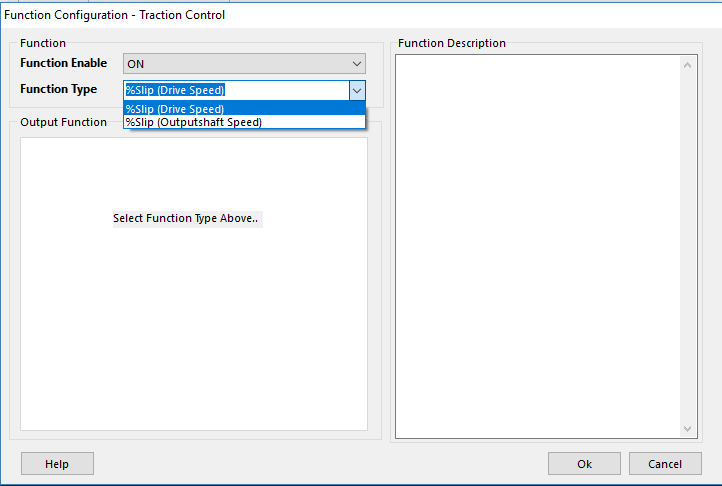 Function Configuration - Traction Control
Function
Function Enable ON
Function Type %Slip (Drive Speed)
%Slip (Drive Speed)
%Slip (Outputshaft Speed)
Output Function
Select Function Type Above..
Function Description
Help
Ok
Cancel